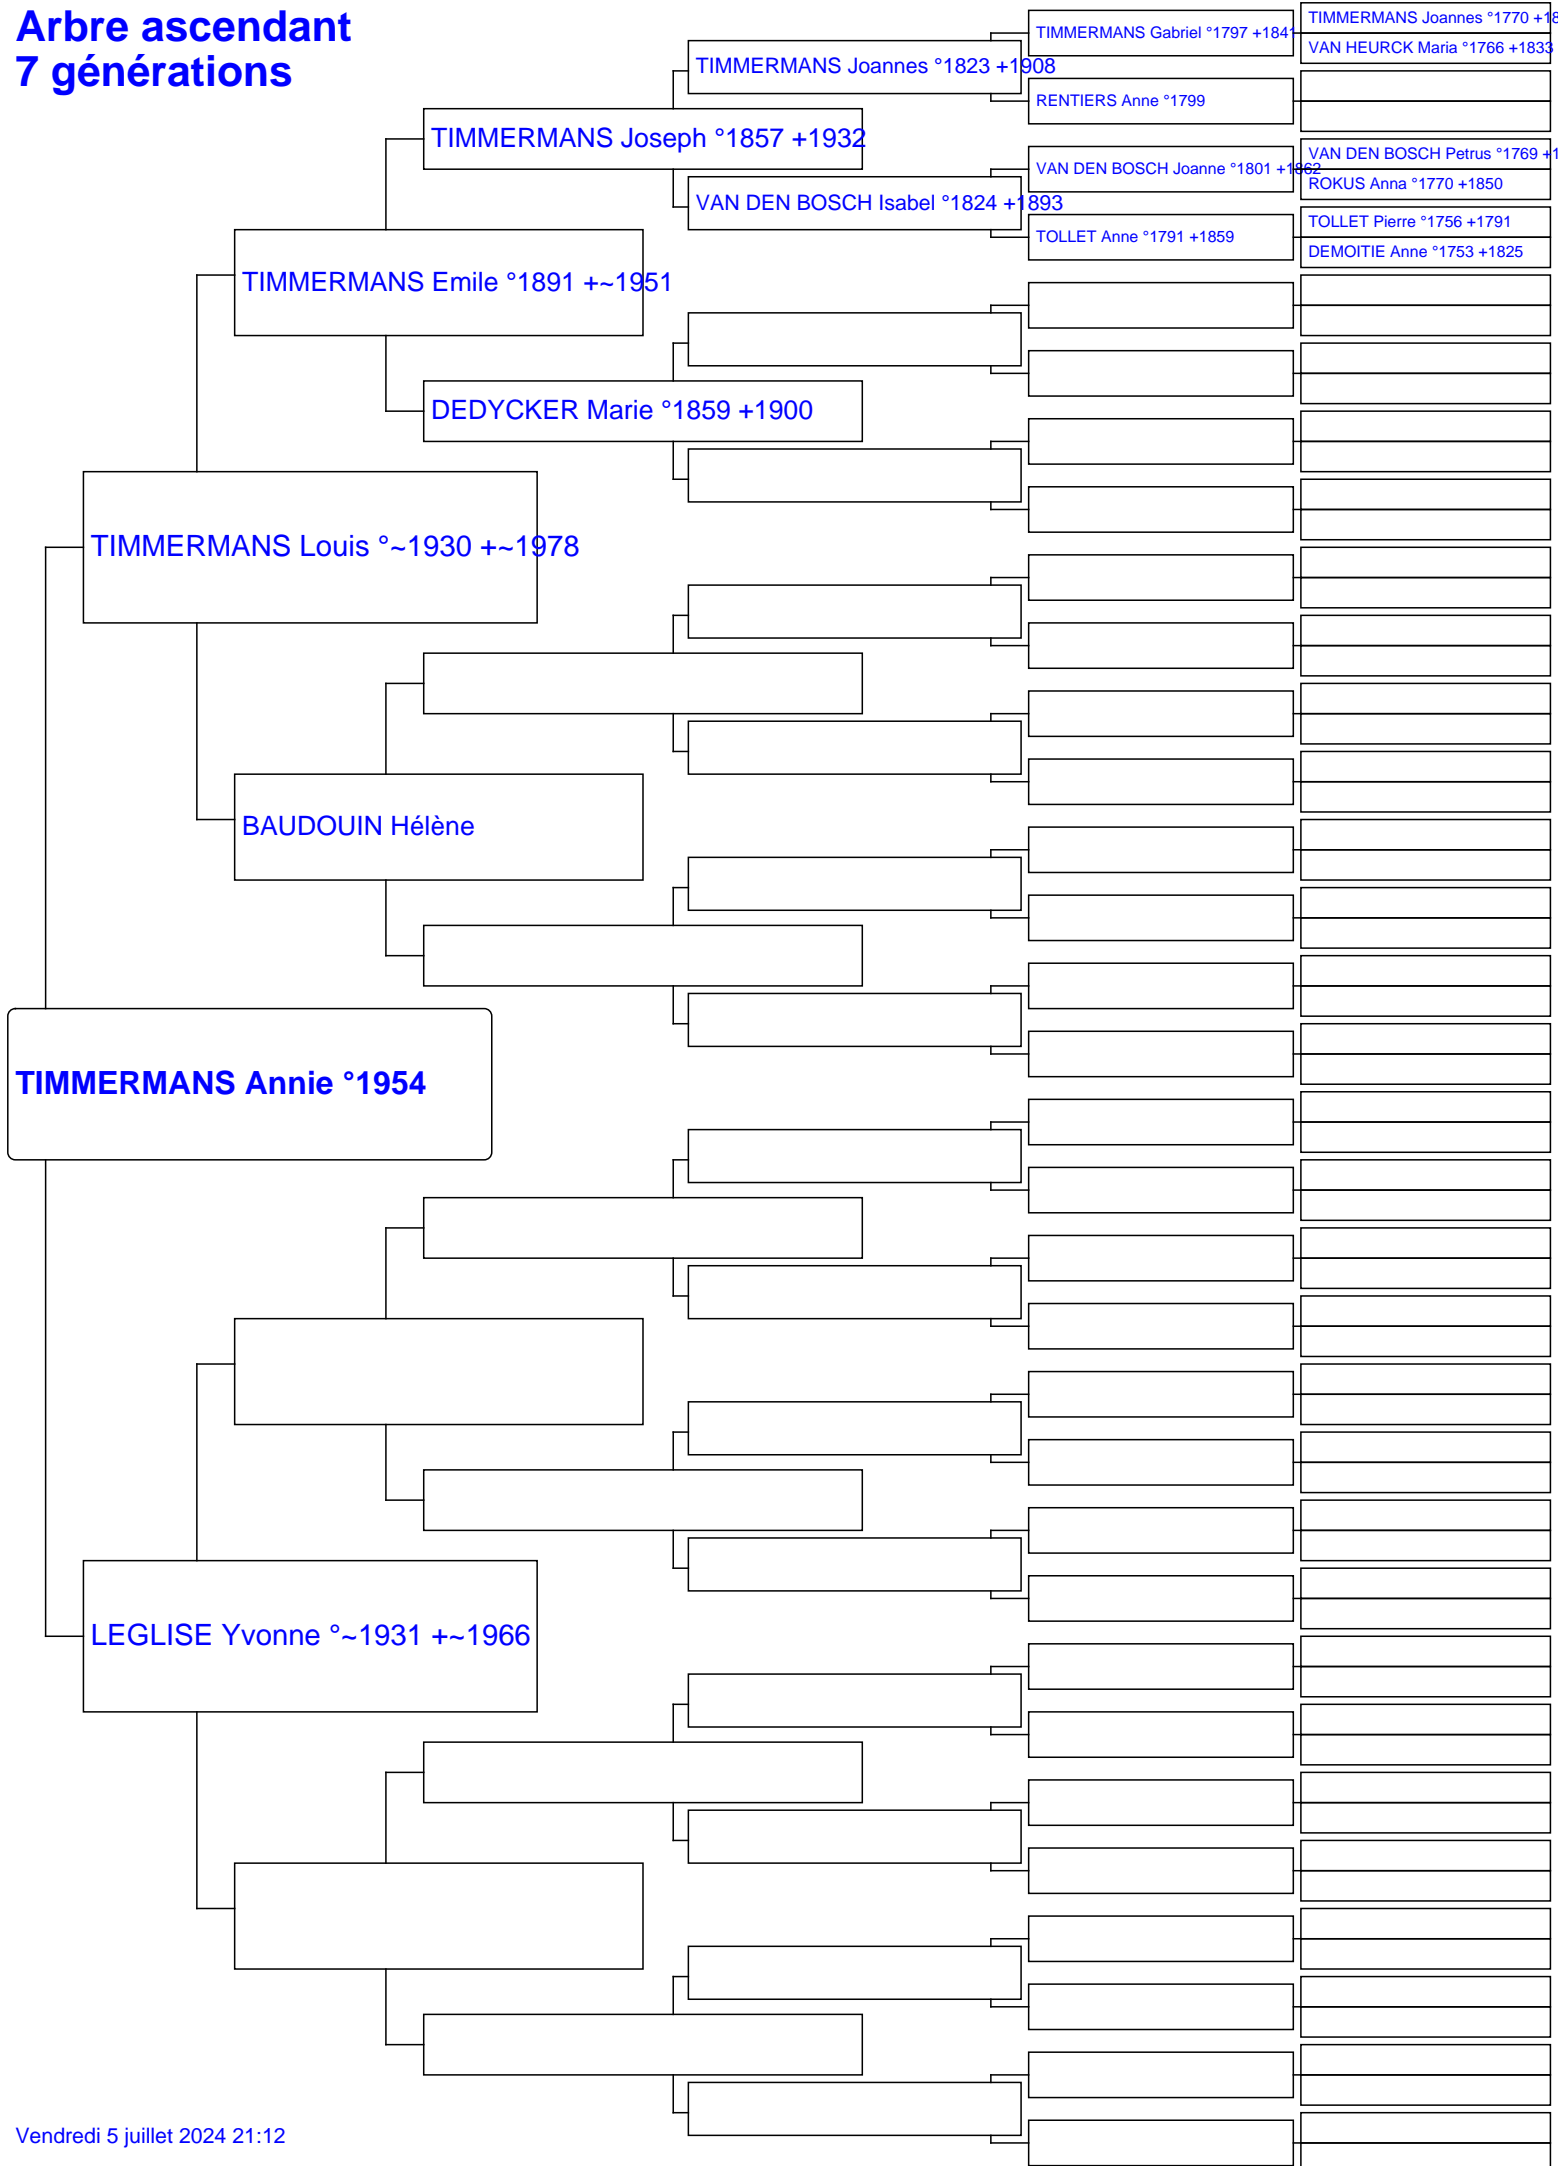 Arbre ascendant
7 générations
TIMMERMANS Gabriel °1797 +1841
TIMMERMANS Joannes °1770 +18
VAN HEURCK Maria °1766 +1833
TIMMERMANS Joannes °1823 +1908
RENTIERS Anne °1799
TIMMERMANS Joseph °1857 +1932
VAN DEN BOSCH Joanne °1801 +1862
VAN DEN BOSCH Petrus °1769 +1
ROKUS Anna °1770 +1850
VAN DEN BOSCH Isabel °1824 +1893
TOLLET Anne °1791 +1859
TOLLET Pierre °1756 +1791
DEMOITIE Anne °1753 +1825
TIMMERMANS Emile °1891 +~1951
DEDYCKER Marie °1859 +1900
TIMMERMANS Louis °~1930 +~1978
BAUDOUIN Hélène
TIMMERMANS Annie °1954
LEGLISE Yvonne °~1931 +~1966
Vendredi 5 juillet 2024 21:12